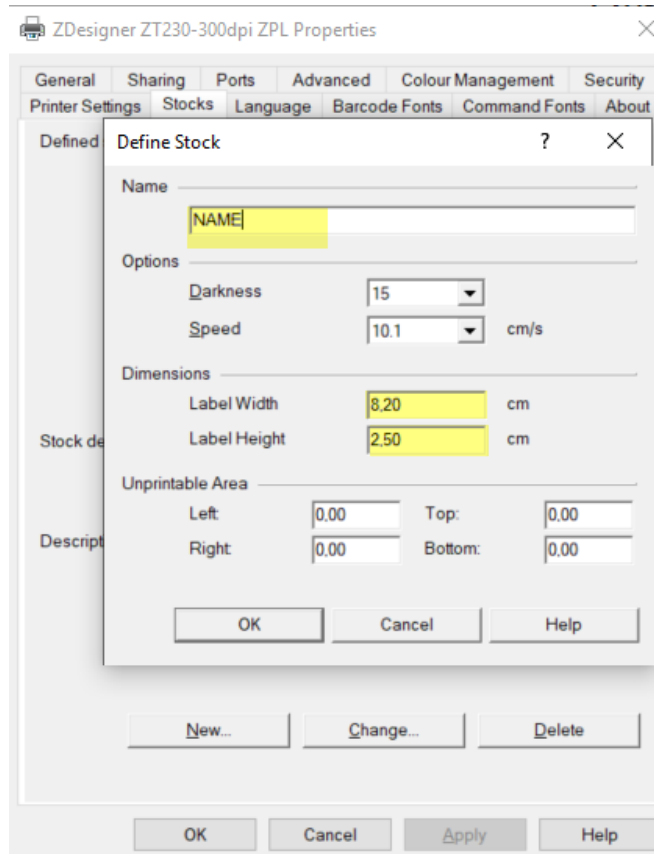 ZDesigner ZT230-300dpi ZPL Properties
General Sharing Ports Advanced Colour Management Security
Printer Settings Stocks Language Barcode Fonts Command Fonts About
Defined
Define Stock ?
Name
NAME
Options
Darkness 15
Speed 10.1 cm/s
Dimensions
Label Width 8,20 cm
Label Height 2,50 cm
Stock de
Unprintable Area
Left: 0,00 Top: 0,00
Right: 0,00 Bottom: 0,00
Descript
OK Cancel Help
New... Change... Delete
OK Cancel Apply Help